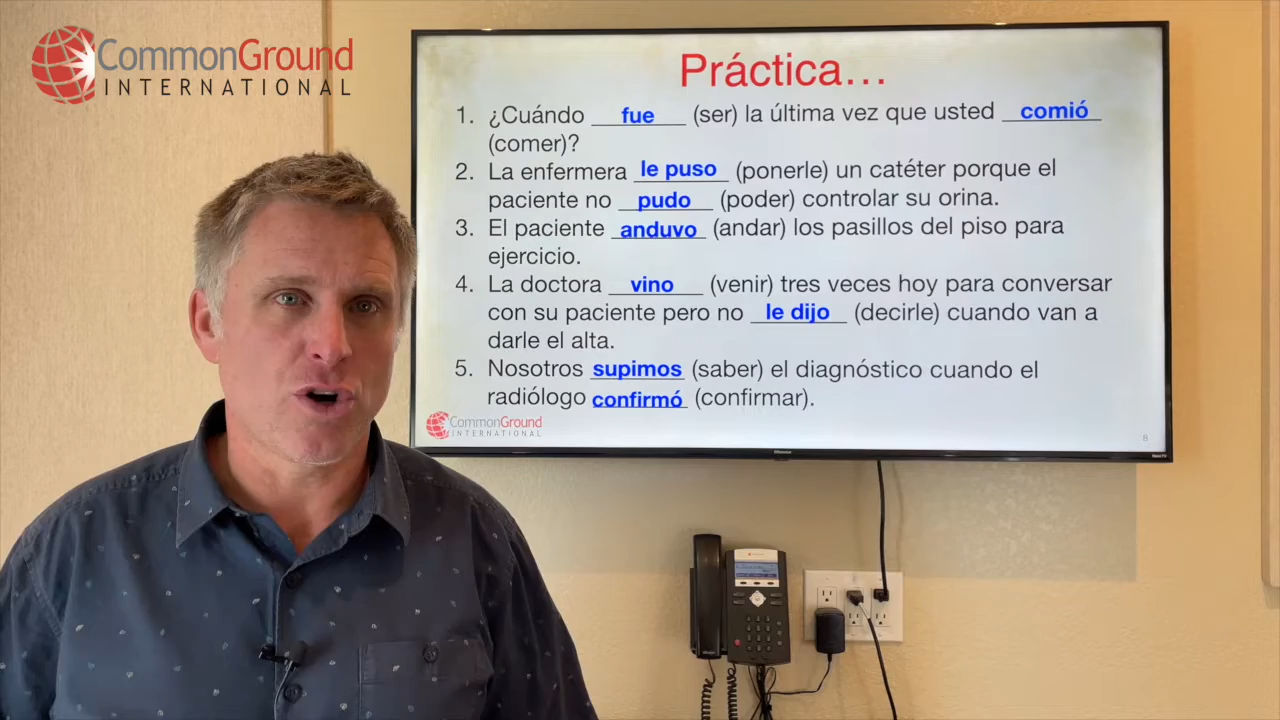 CommonGround
INTERNATIONAL
Práctica...
1. ¿Cuándo fue (ser) la última vez que usted comió
(comer)?
2. La enfermera le puso (ponerle) un catéter porque el
paciente no pudo (poder) controlar su orina.
3. El paciente anduvo (andar) los pasillos del piso para
ejercicio.
4. La doctora vino (venir) tres veces hoy para conversar
con su paciente pero no le dijo (decirle) cuando van a
darle el alta.
5. Nosotros supimos (saber) el diagnóstico cuando el
radiólogo confirmó (confirmar).
CommonGround
INTERNATIONAL
8